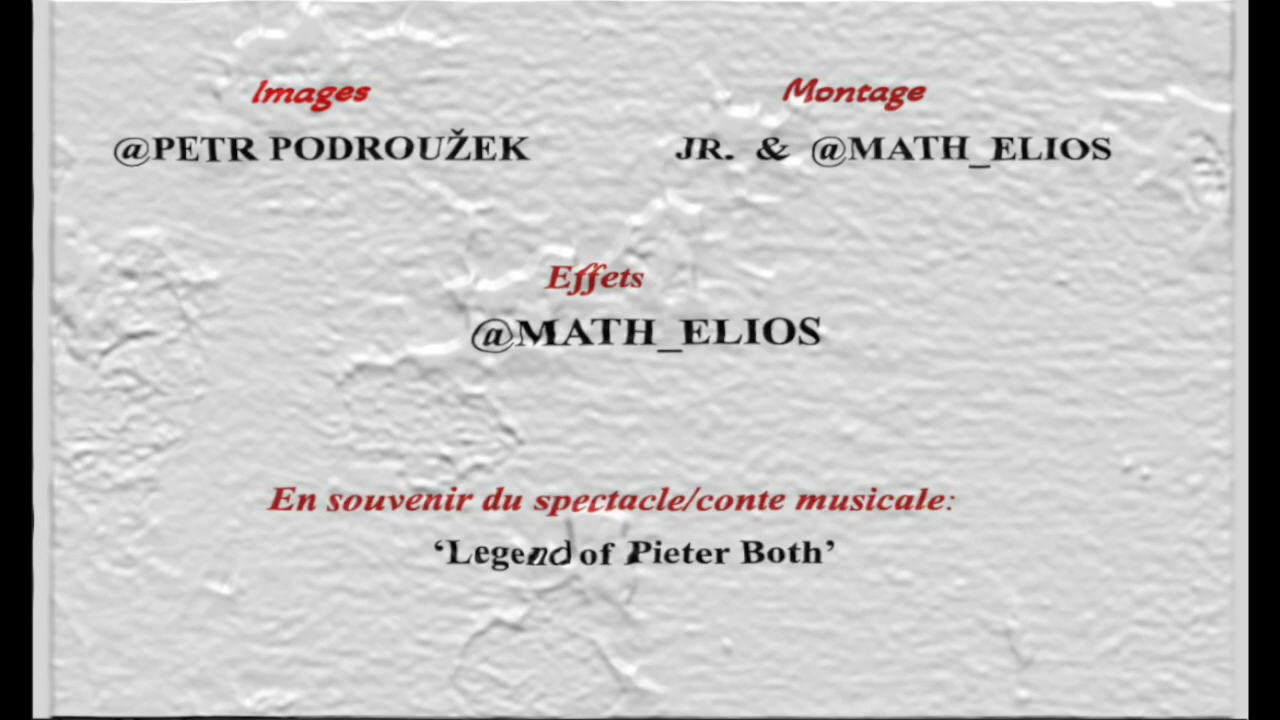 Images
@PETR PODROUŽEK
Montage
JR. & @MATH_ELIOS
Effets
@MATH_ELIOS
En souvenir du spectacle/conte musicale:
‘Legend of Pieter Both’